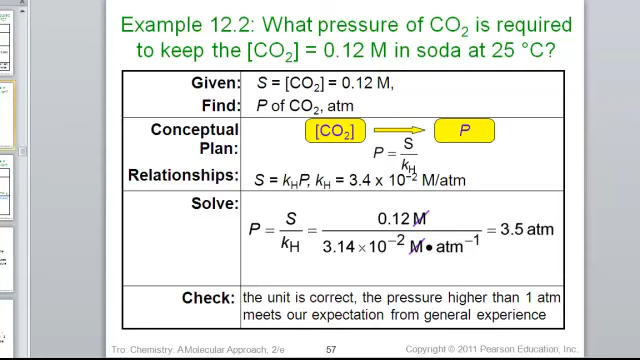 Example 12.2: What pressure of CO₂ is required
to keep the [CO₂] = 0.12 M in soda at 25 °C?
Given: S = [CO₂] = 0.12 M,
Find: P of CO₂, atm
Conceptual Plan: [CO₂] P
P = S / k_H
Relationships: S = k_HP, k_H = 3.4 x 10⁻² M/atm
Solve:
P = S / k_H = 0.12 M / 3.14 × 10⁻² M • atm⁻¹ = 3.5 atm
Check: the unit is correct, the pressure higher than 1 atm
meets our expectation from general experience
Tro: Chemistry: A Molecular Approach, 2/e 57 Copyright © 2011 Pearson Education, Inc.